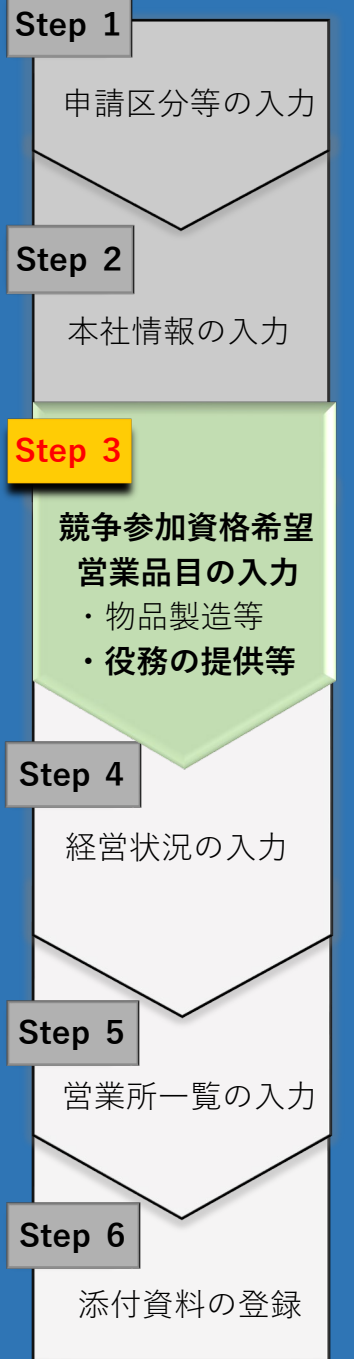 Step 1
申請区分等の入力
Step 2
本社情報の入力
Step 3
競争参加資格希望
営業品目の入力
・物品製造等
・役務の提供等
Step 4
経営状況の入力
Step 5
営業所一覧の入力
Step 6
添付資料の登録